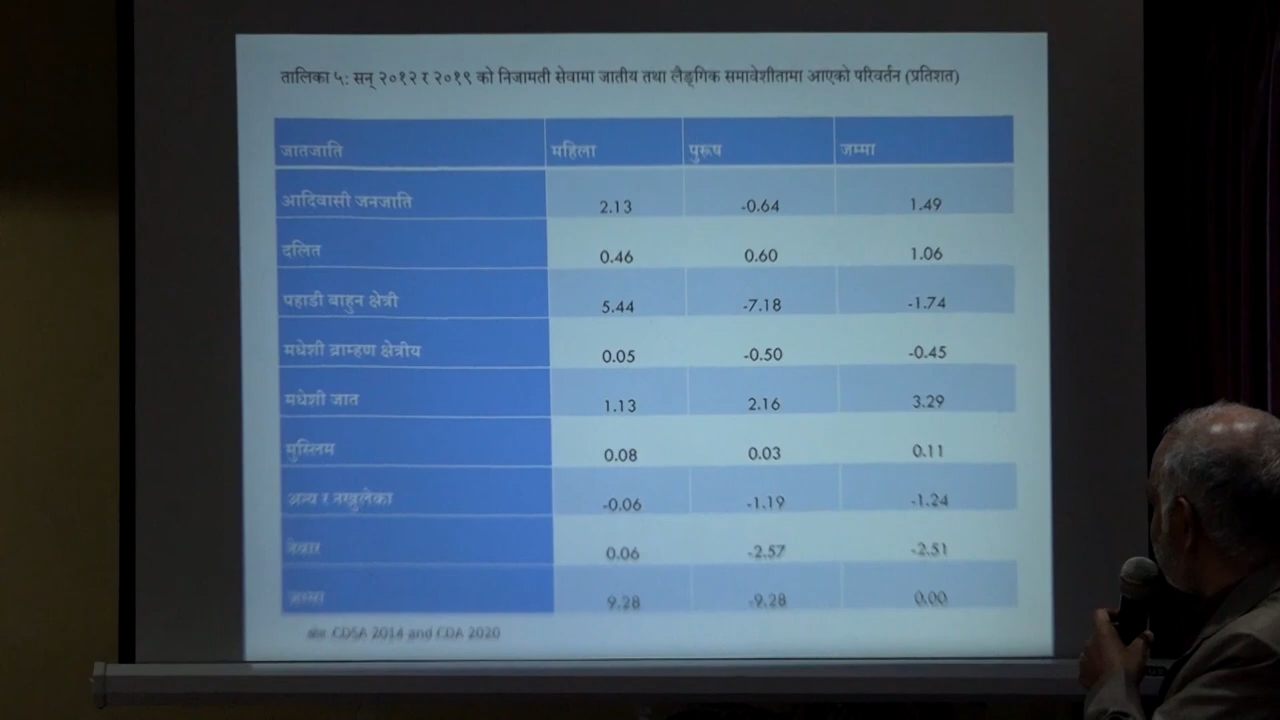 तालिका ५: सन् २०१२ र २०१९ को निजामती सेवामा जातीय तथा लैङ्गिक समावेशीतामा आएको परिवर्तन (प्रतिशत)
जातजाति महिला पुरूष जम्मा
आदिवासी जनजाति 2.13 -0.64 1.49
दलित 0.46 0.60 1.06
पहाडी बाहुन क्षेत्री 5.44 -7.18 -1.74
मधेशी ब्राम्हण क्षेत्रीय 0.05 -0.50 -0.45
मधेशी जात 1.13 2.16 3.29
मुस्लिम 0.08 0.03 0.11
अन्य र नखुलेका -0.06 -1.19 -1.24
नेवार 0.06 -2.57 -2.51
जम्मा 9.28 -9.28 0.00
CDSA 2014 and CDA 2020